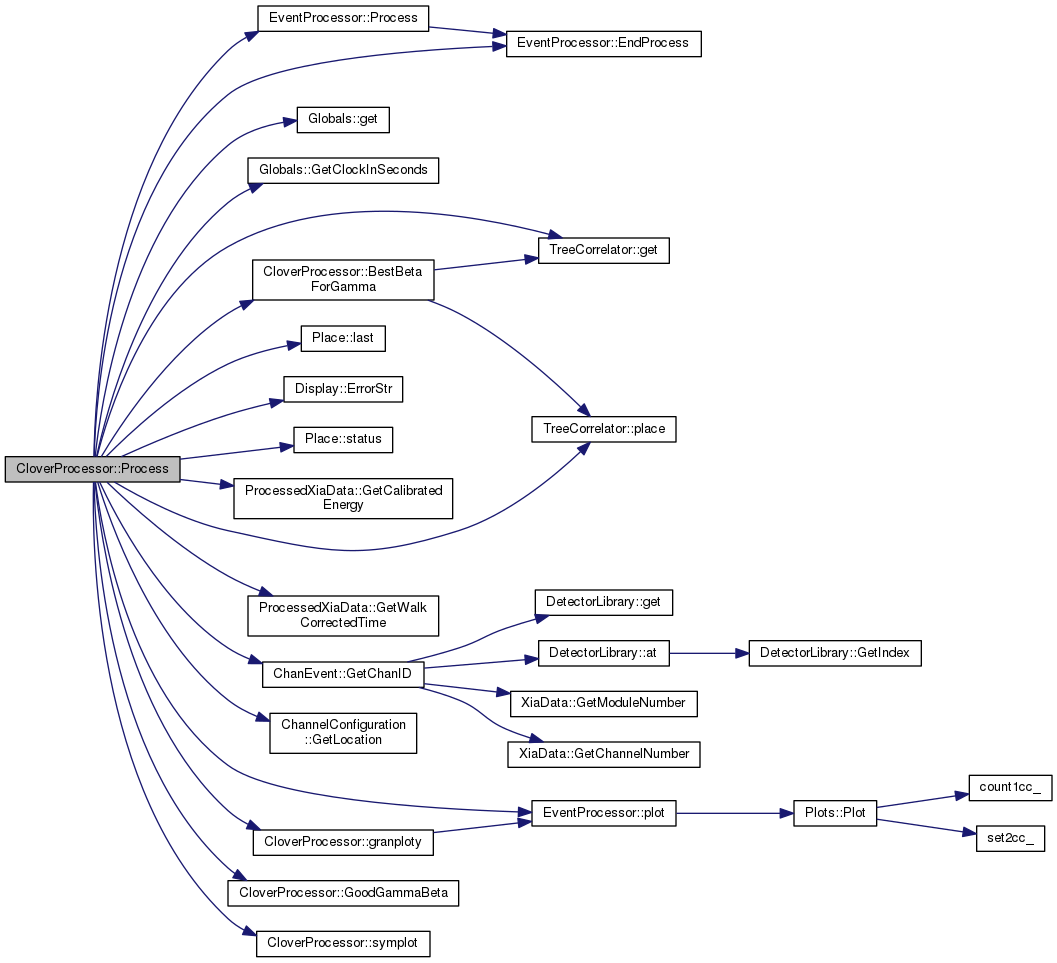 EventProcessor::Process
EventProcessor::EndProcess
Globals::get
Globals::GetClockInSeconds
TreeCorrelator::get
CloverProcessor::BestBeta
ForGamma
Place::last
Display::ErrorStr
TreeCorrelator::place
Place::status
CloverProcessor::Process
ProcessedXiaData::GetCalibrated
Energy
ProcessedXiaData::GetWalk
CorrectedTime
DetectorLibrary::get
DetectorLibrary::at
DetectorLibrary::GetIndex
ChanEvent::GetChanID
XiaData::GetModuleNumber
ChannelConfiguration
::GetLocation
XiaData::GetChannelNumber
count1cc_
EventProcessor::plot
Plots::Plot
set2cc_
CloverProcessor::granploty
CloverProcessor::GoodGammaBeta
CloverProcessor::symplot